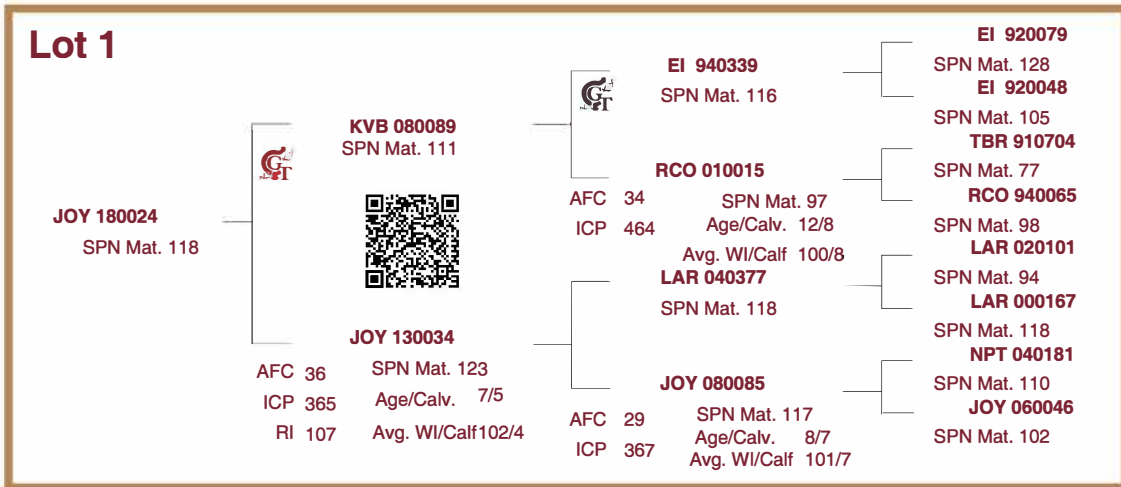 Lot 1
JOY 180024
SPN Mat. 118
GT
KVB 080089
SPN Mat. 111
JOY 130034
AFC 36 SPN Mat. 123
ICP 365 Age/Calv. 7/5
RI 107 Avg. WI/Calf102/4
GT
EI 940339
SPN Mat. 116
RCO 010015
AFC 34 SPN Mat. 97
ICP 464 Age/Calv. 12/8
Avg. WI/Calf 100/8
LAR 040377
SPN Mat. 118
JOY 080085
AFC 29 SPN Mat. 117
ICP 367 Age/Calv. 8/7
Avg. WI/Calf 101/7
EI 920079
SPN Mat. 128
EI 920048
SPN Mat. 105
TBR 910704
SPN Mat. 77
RCO 940065
SPN Mat. 98
LAR 020101
SPN Mat. 94
LAR 000167
SPN Mat. 118
NPT 040181
SPN Mat. 110
JOY 060046
SPN Mat. 102